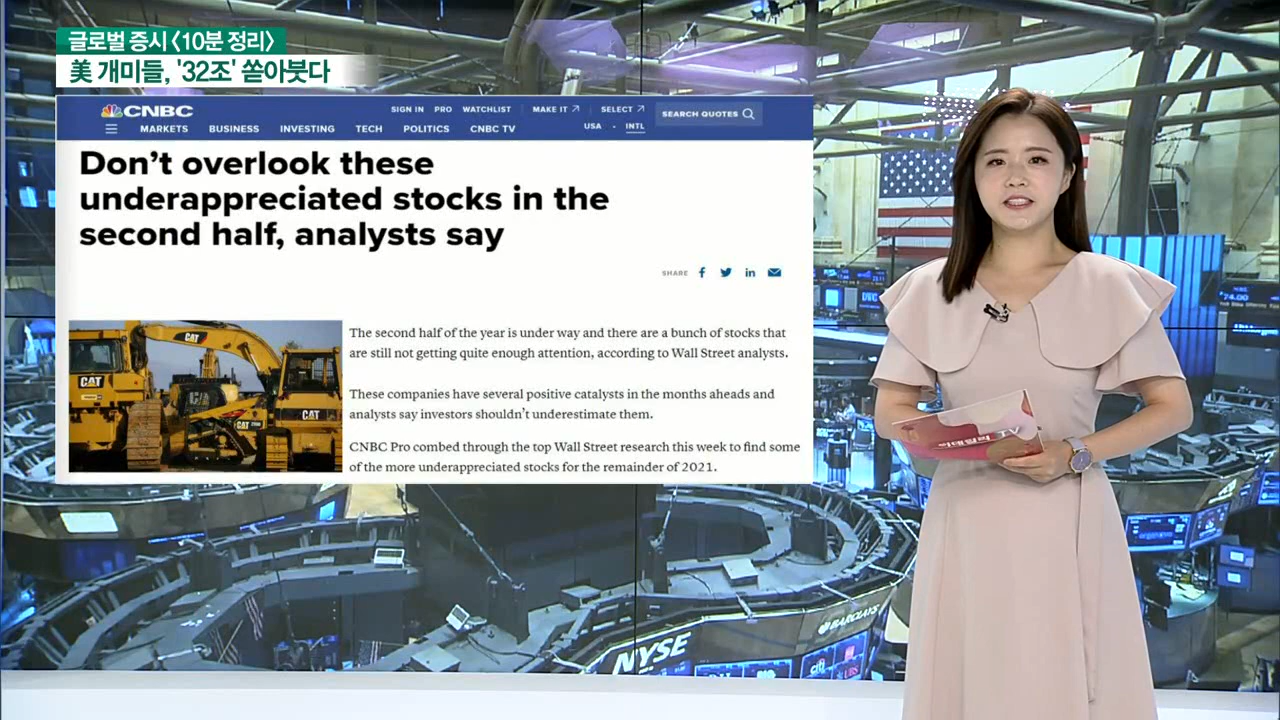 글로벌 증시 <10분 정리>
美 개미들, '32조' 쏟아붓다
CNBC
SIGN IN PRO WATCHLIST MAKE IT SELECT SEARCH QUOTES
MARKETS BUSINESS INVESTING TECH POLITICS CNBC TV USA · INTL
Don’t overlook these
underappreciated stocks in the
second half, analysts say
SHARE
CAT
CAT
CAT
CAT
The second half of the year is under way and there are a bunch of stocks that
are still not getting quite enough attention, according to Wall Street analysts.
These companies have several positive catalysts in the months aheads and
analysts say investors shouldn’t underestimate them.
CNBC Pro combed through the top Wall Street research this week to find some
of the more underappreciated stocks for the remainder of 2021.
NYSE
BARCLAYS
citi